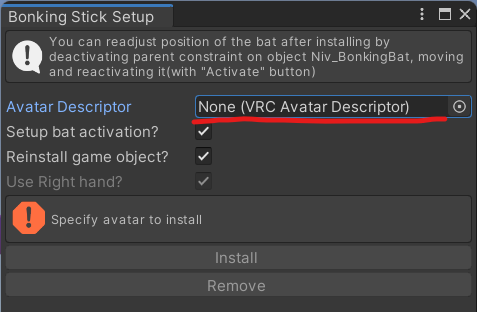 Bonking Stick Setup
You can readjust position of the bat after installing by
deactivating parent constraint on object Niv_BonkingBat, moving
and reactivating it(with "Activate" button)
Avatar Descriptor None (VRC Avatar Descriptor)
Setup bat activation?
Reinstall game object?
Use Right hand?
Specify avatar to install
Install
Remove